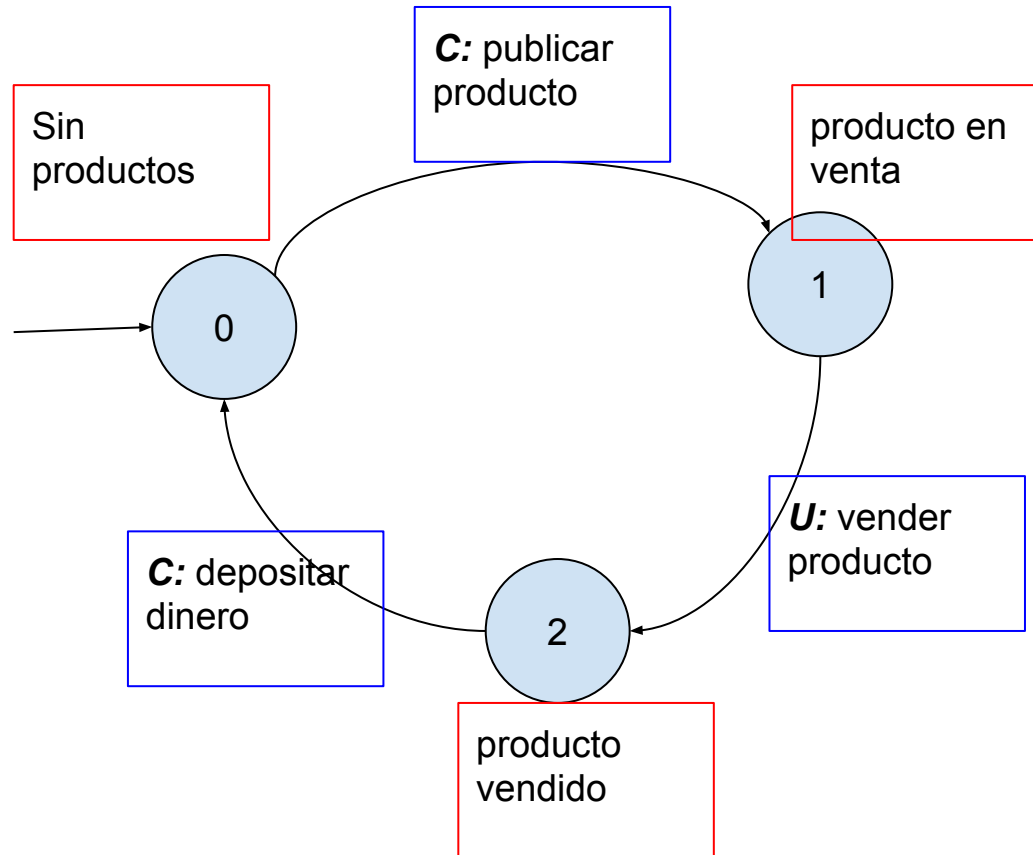 C: publicar
producto
Sin
productos
producto en
venta
0
1
U: vender
producto
C: depositar
dinero
2
producto
vendido